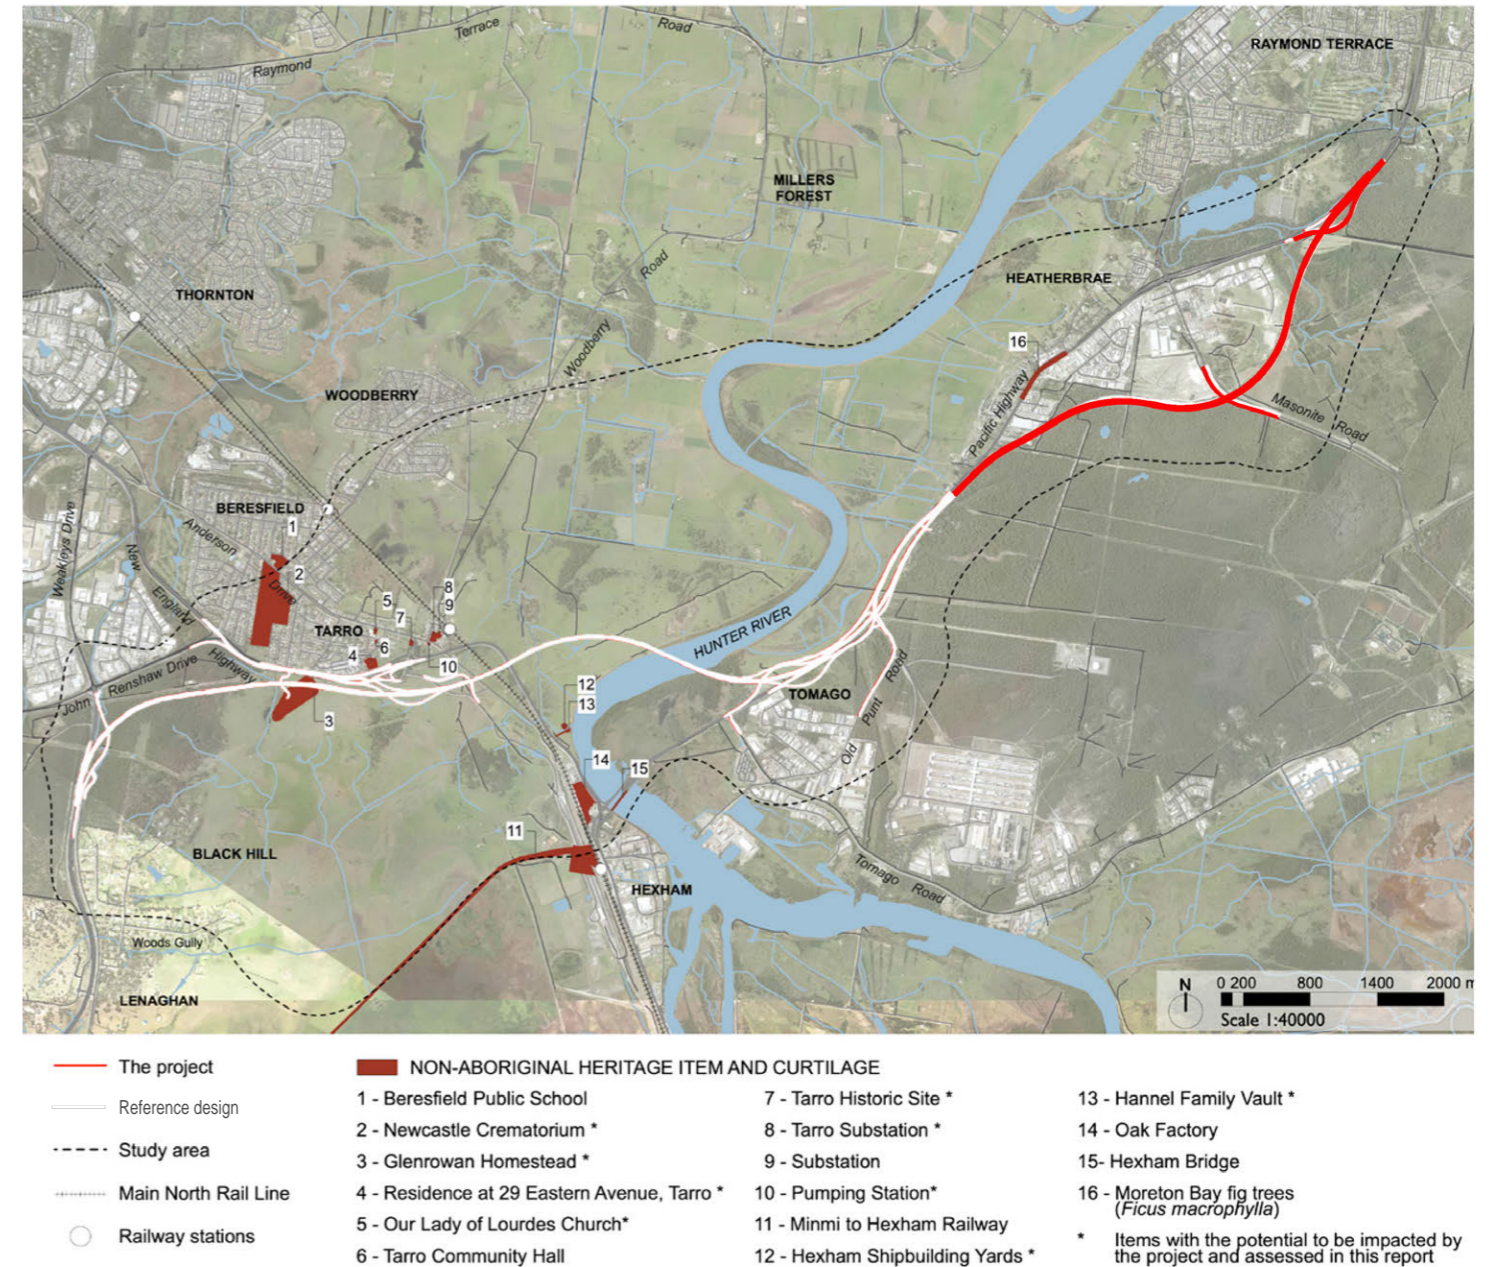 Terrace
Road
RAYMOND TERRACE
Raymond
MILLERS
FOREST
Road
HEATHERBRAE
THORNTON
16
Woodberry
WOODBERRY
Pacific Highway
Masonite Road
BERESFIELD
1
Weakleys Drive
New
England
Highway
Anderson
Drive
2
8
9
5
7
TARRO
6
4
10
HUNTER RIVER
John Renshaw Drive
3
12
13
TOMAGO
Old Punt Road
14
15
11
BLACK HILL
HEXHAM
Tomago Road
Woods Gully
LENAGHAN
N
0 200 800 1400 2000 m
Scale 1:40000
The project
Reference design
Study area
Main North Rail Line
Railway stations
NON-ABORIGINAL HERITAGE ITEM AND CURTILAGE
1 - Beresfield Public School
2 - Newcastle Crematorium *
3 - Glenrowan Homestead *
4 - Residence at 29 Eastern Avenue, Tarro *
5 - Our Lady of Lourdes Church*
6 - Tarro Community Hall
7 - Tarro Historic Site *
8 - Tarro Substation *
9 - Substation
10 - Pumping Station*
11 - Minmi to Hexham Railway
12 - Hexham Shipbuilding Yards *
13 - Hannel Family Vault *
14 - Oak Factory
15- Hexham Bridge
16 - Moreton Bay fig trees
(Ficus macrophylla)
* Items with the potential to be impacted by
the project and assessed in this report